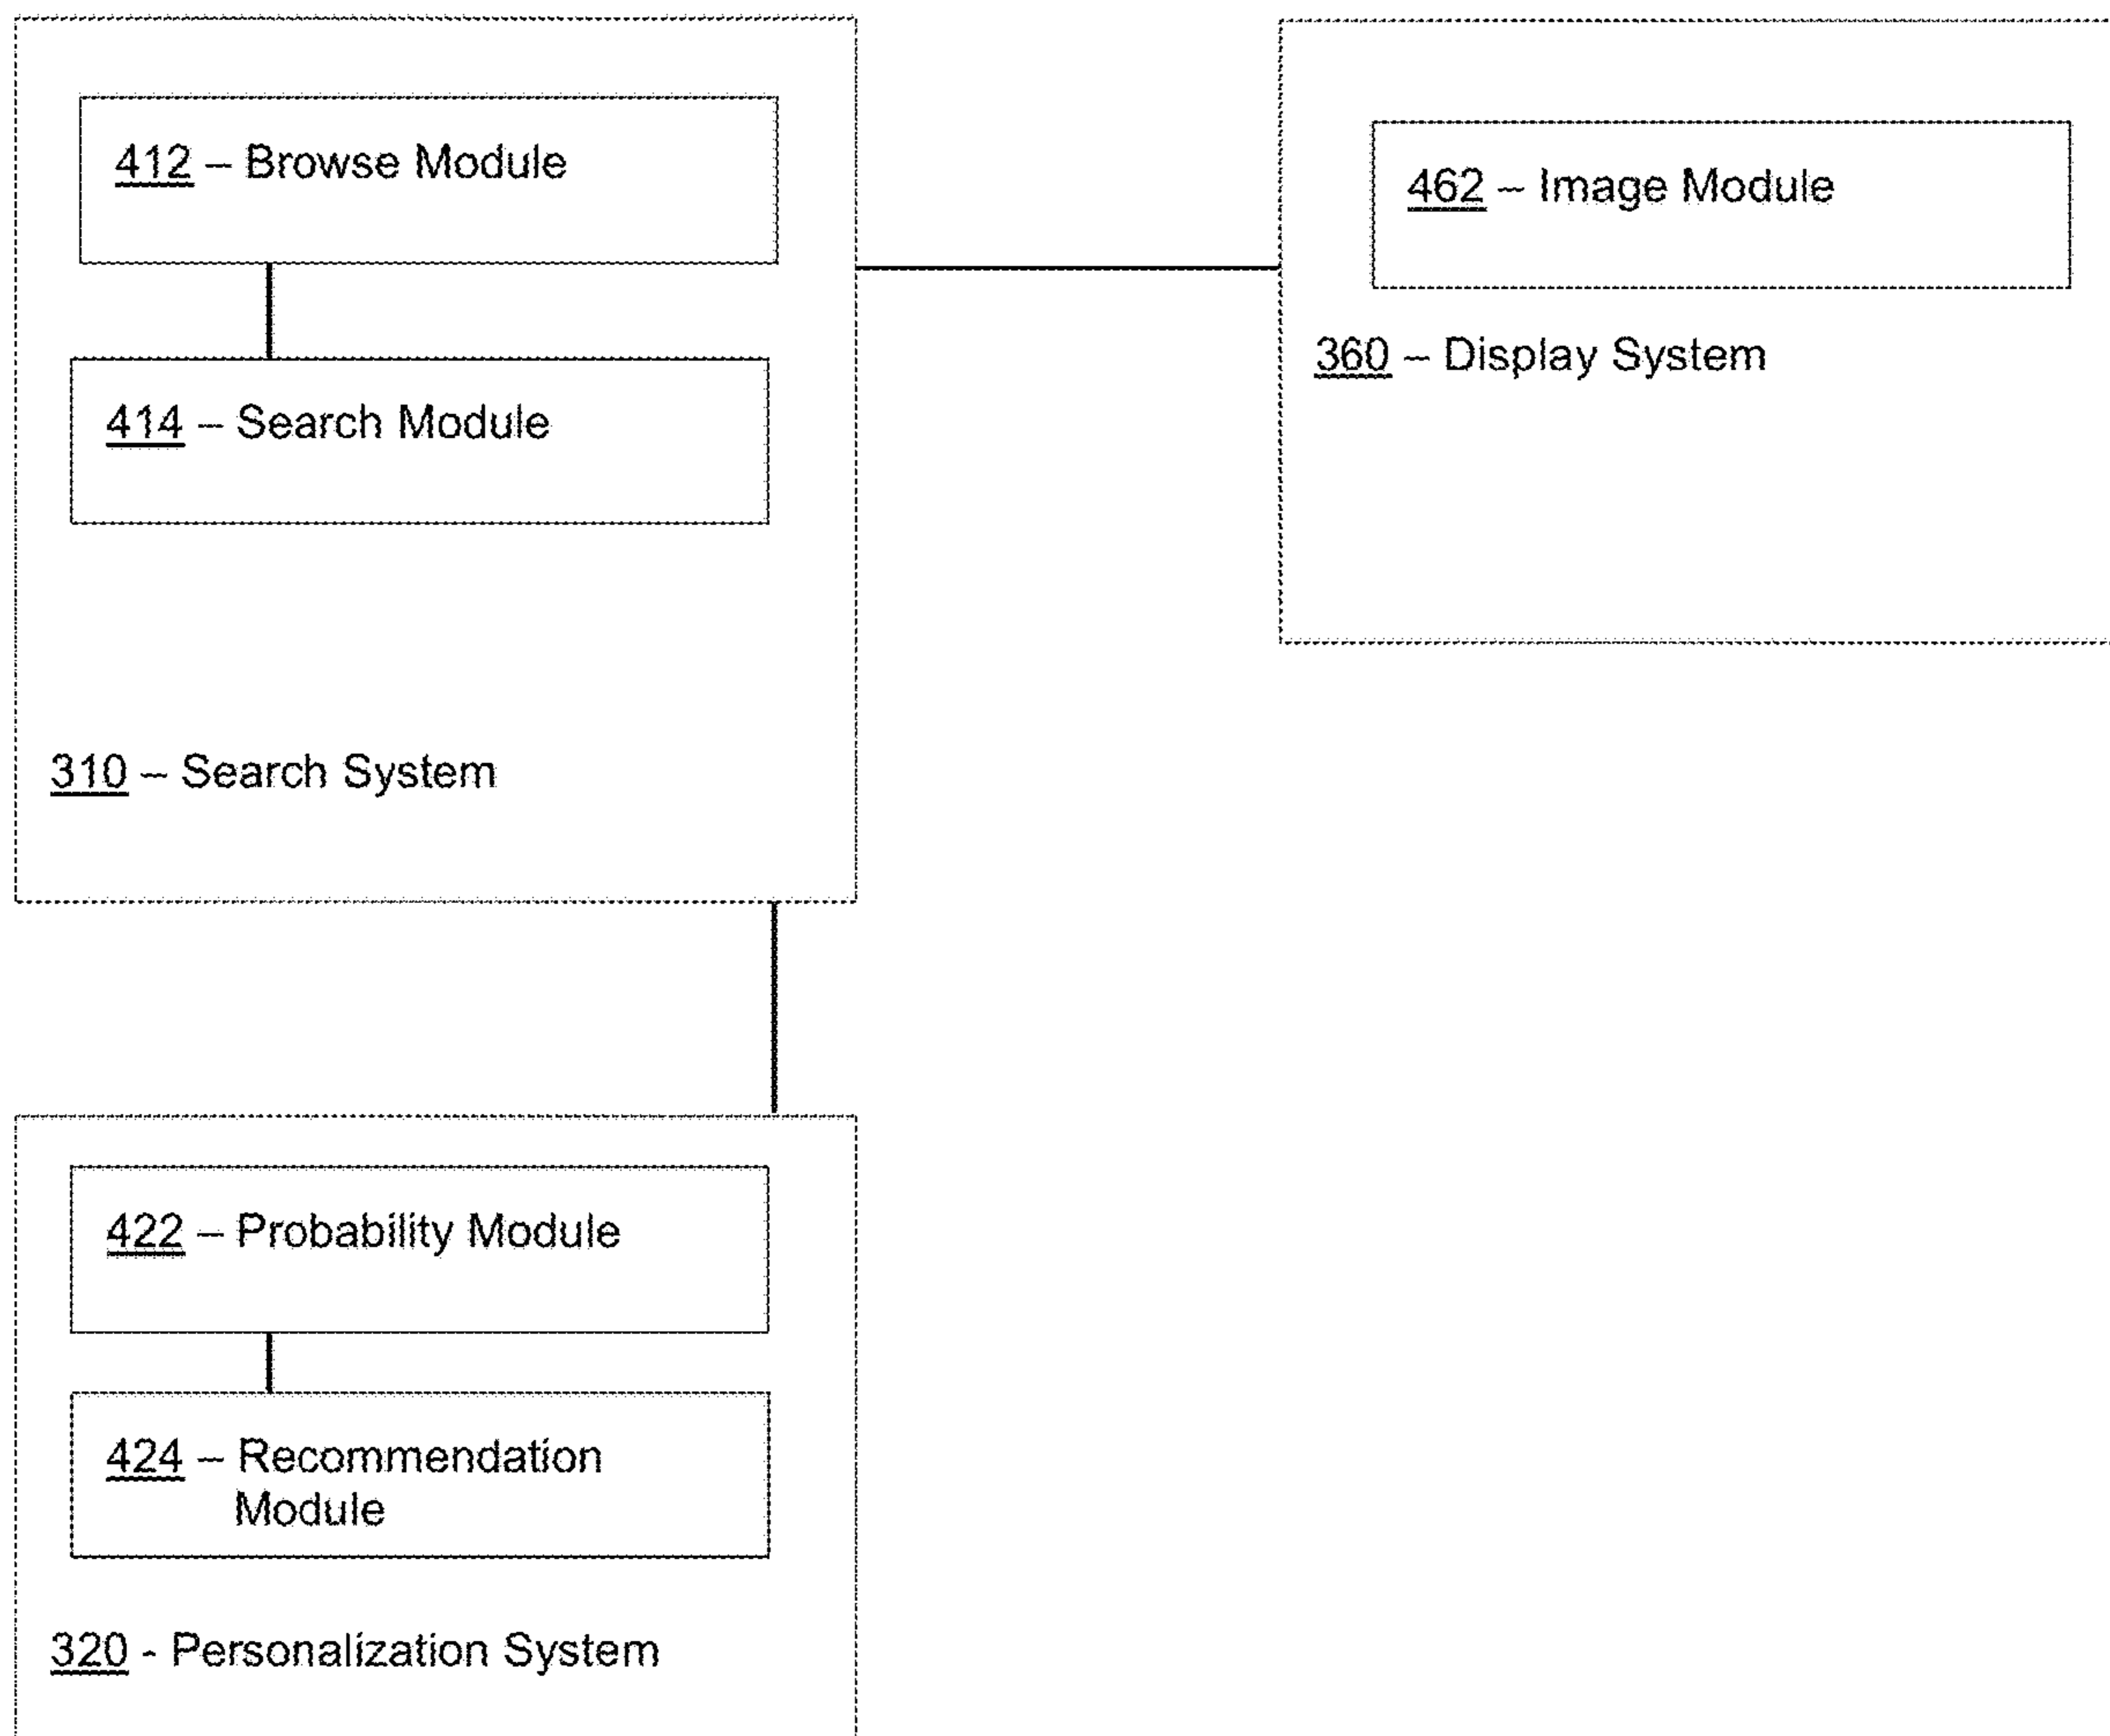 412 – Browse Module
414 – Search Module
310 – Search System
462 – Image Module
360 – Display System
422 – Probability Module
424 – Recommendation
Module
320 - Personalization System